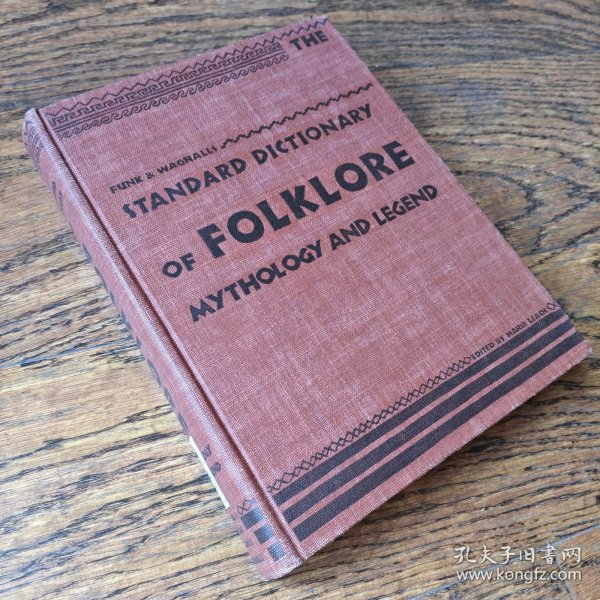 THE
FUNK & WAGNALLS
STANDARD DICTIONARY
OF FOLKLORE
MYTHOLOGY AND LEGEND
EDITED BY MARIA LEACH
孔夫子旧书网
www.kongfz.com